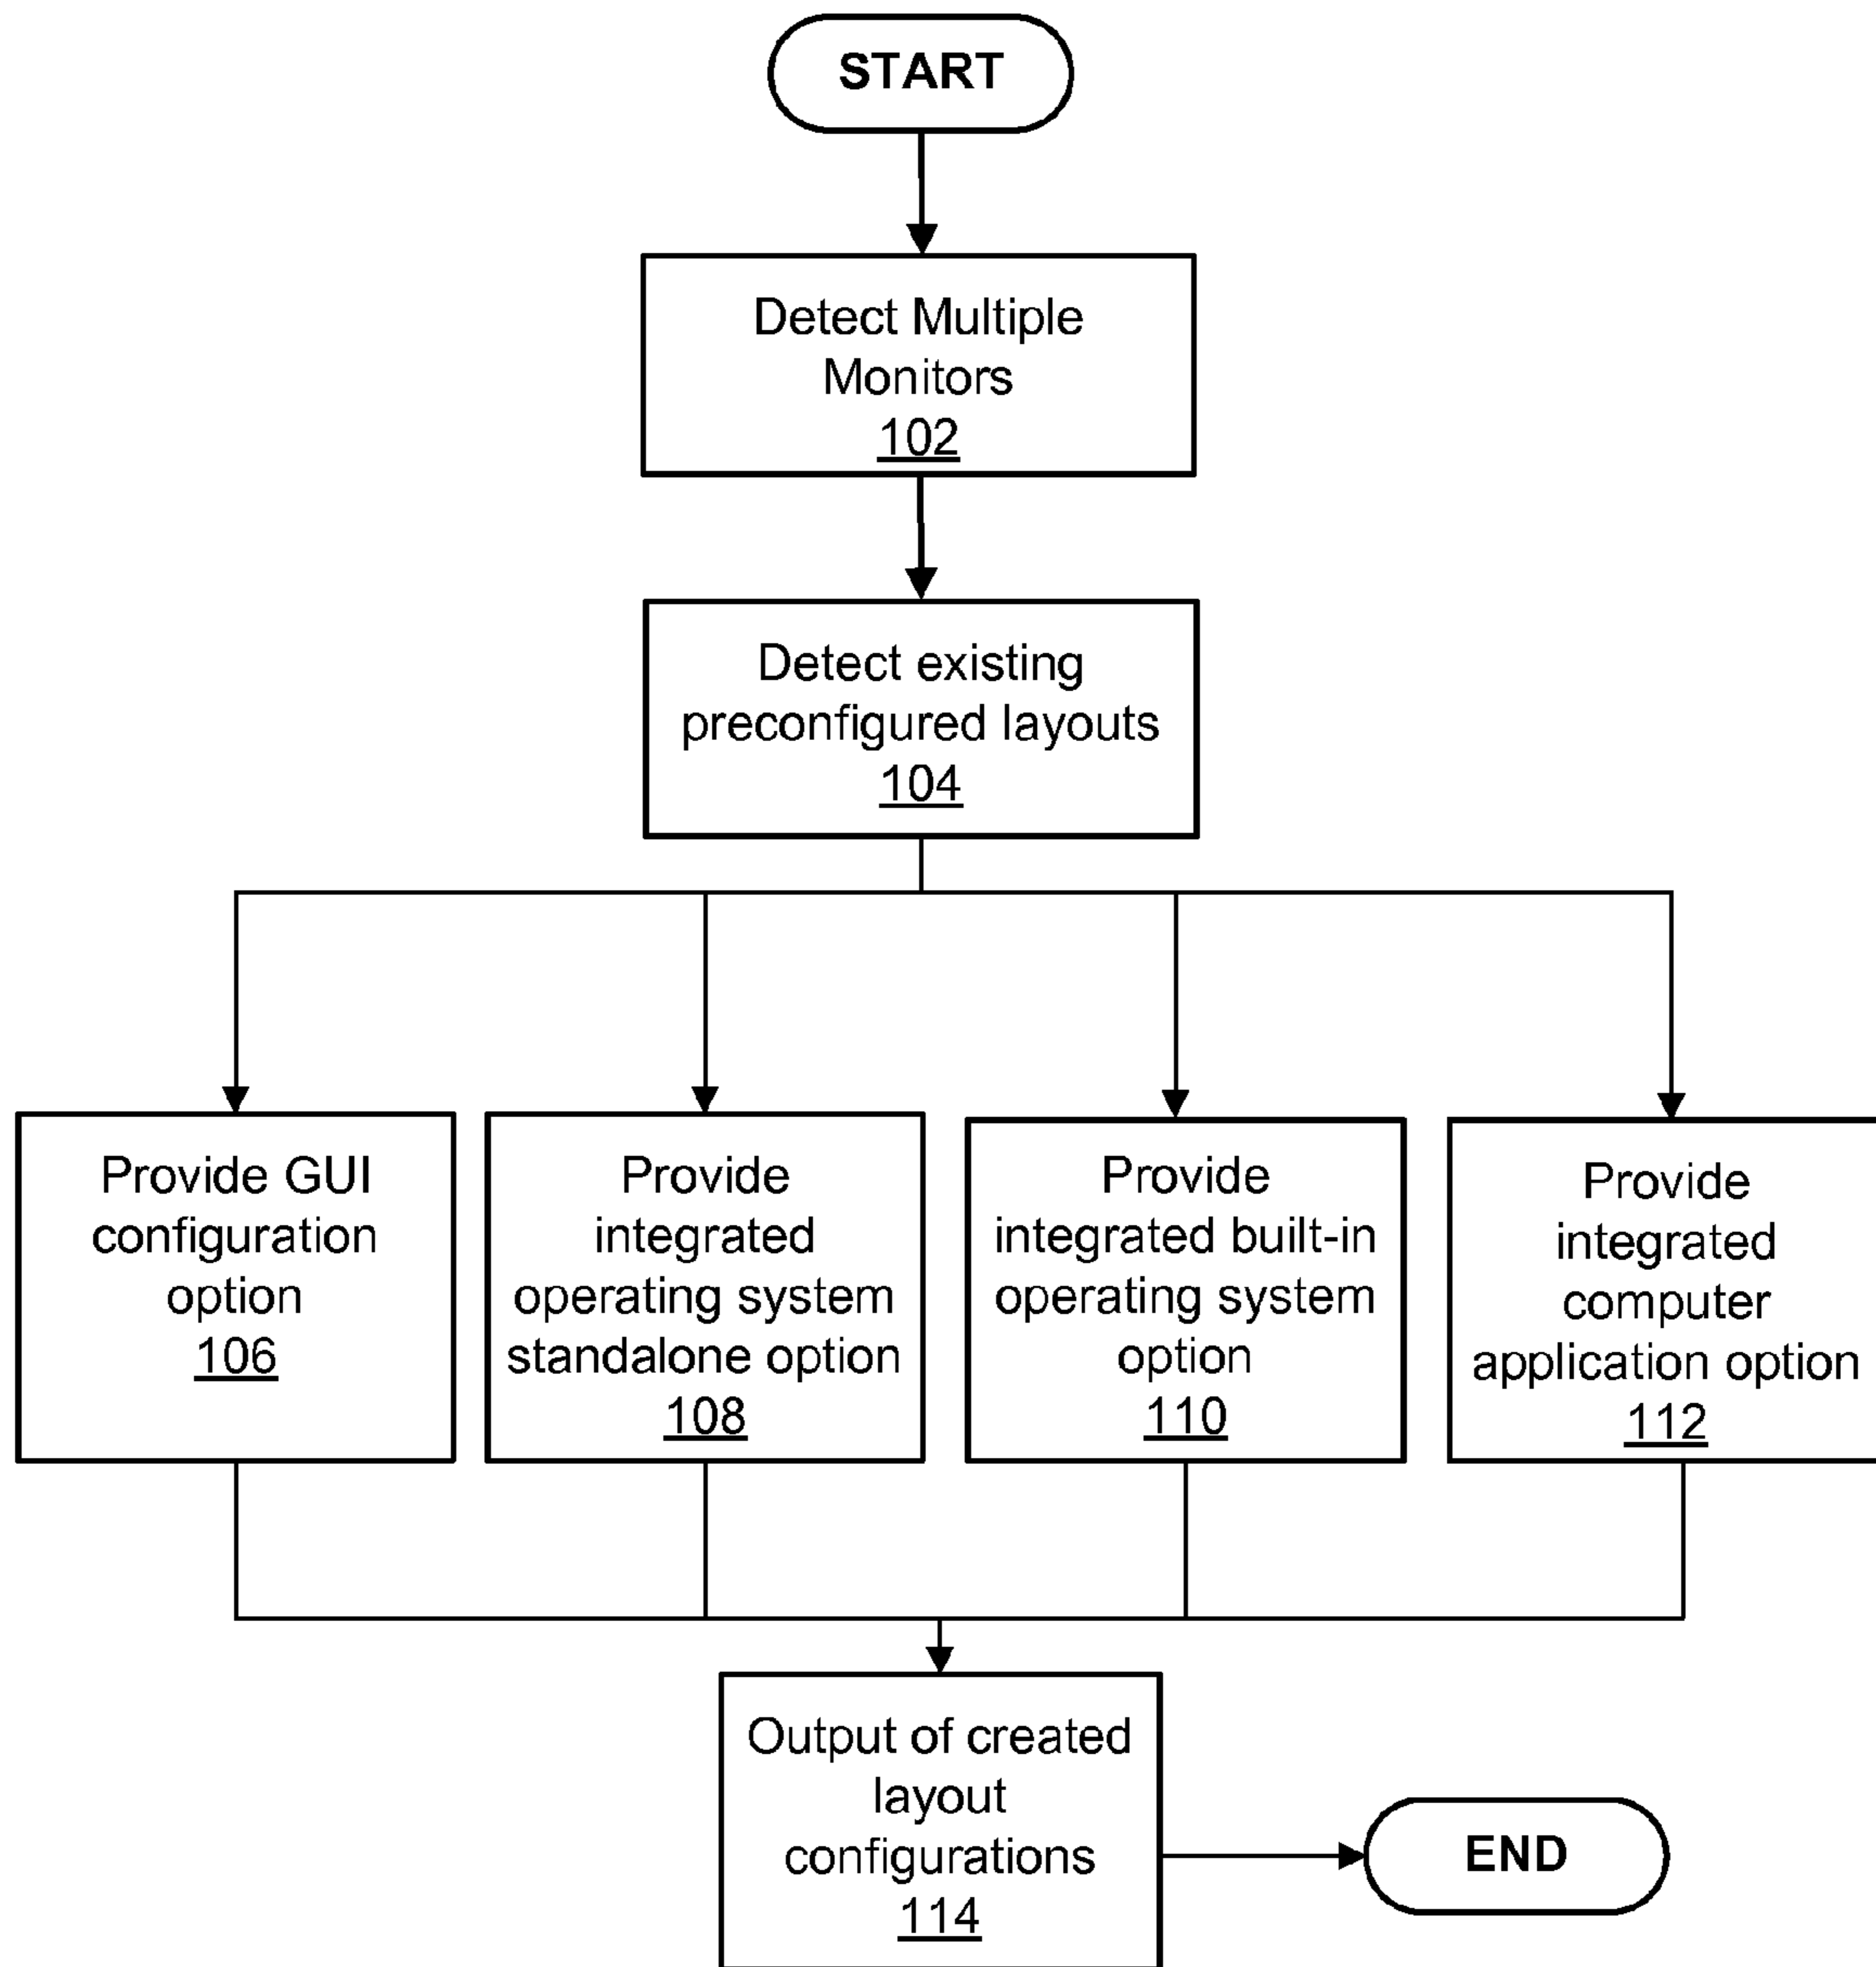 START
Detect Multiple
Monitors
102
Detect existing
preconfigured layouts
104
Provide GUI
configuration
option
106
Provide
integrated
operating system
standalone option
108
Provide
integrated built-in
operating system
option
110
Provide
integrated
computer
application option
112
Output of created
layout
configurations
114
END